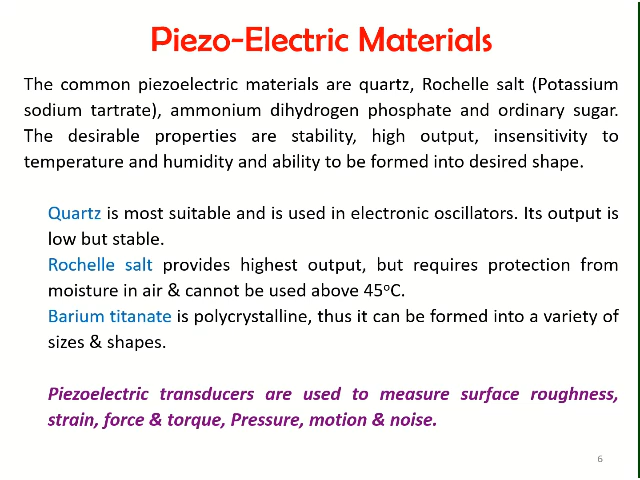 Piezo-Electric Materials
The common piezoelectric materials are quartz, Rochelle salt (Potassium
sodium tartrate), ammonium dihydrogen phosphate and ordinary sugar.
The desirable properties are stability, high output, insensitivity to
temperature and humidity and ability to be formed into desired shape.
Quartz is most suitable and is used in electronic oscillators. Its output is
low but stable.
Rochelle salt provides highest output, but requires protection from
moisture in air & cannot be used above 45°C.
Barium titanate is polycrystalline, thus it can be formed into a variety of
sizes & shapes.
Piezoelectric transducers are used to measure surface roughness,
strain, force & torque, Pressure, motion & noise.
6